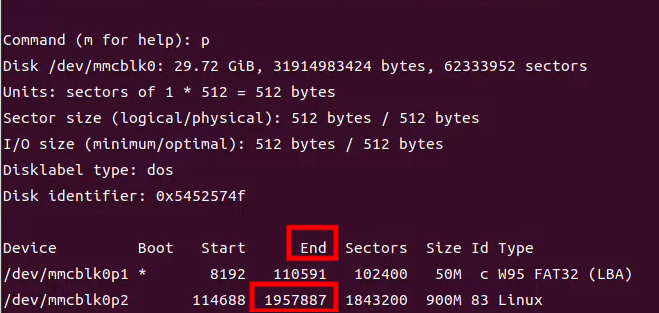 Command (m for help): p
Disk /dev/mmcblk0: 29.72 GiB, 31914983424 bytes, 62333952 sectors
Units: sectors of 1 * 512 = 512 bytes
Sector size (logical/physical): 512 bytes / 512 bytes
I/O size (minimum/optimal): 512 bytes / 512 bytes
Disklabel type: dos
Disk identifier: 0x5452574f
Device Boot Start End Sectors Size Id Type
/dev/mmcblk0p1 * 8192 110591 102400 50M c W95 FAT32 (LBA)
/dev/mmcblk0p2 114688 1957887 1843200 900M 83 Linux